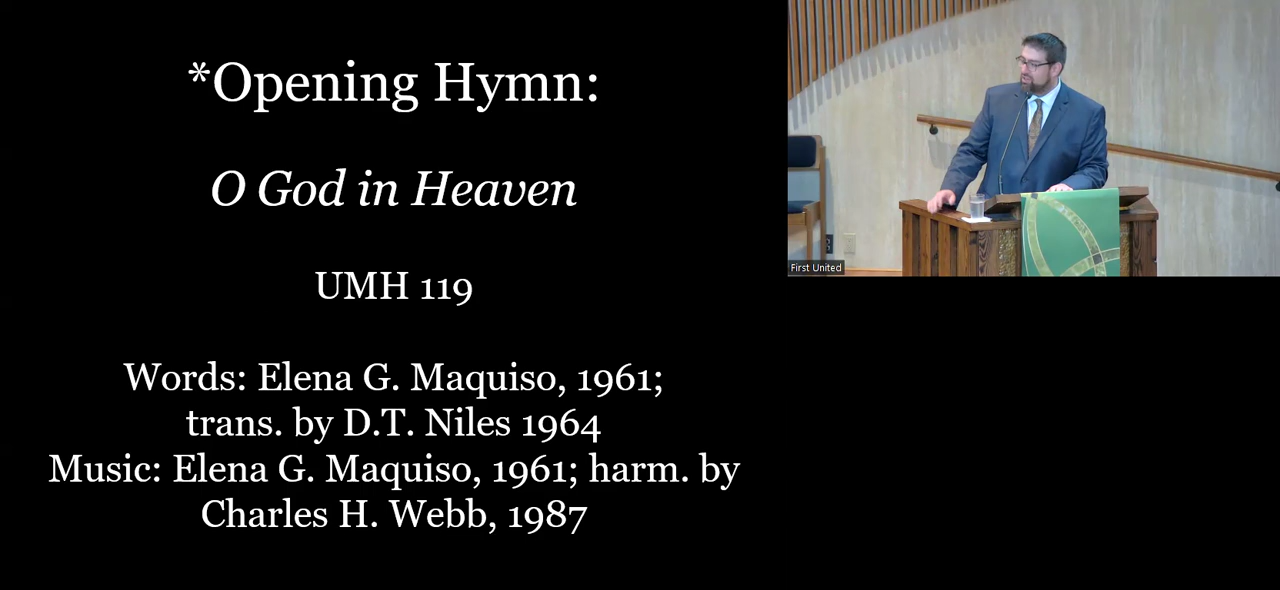 *Opening Hymn:
O God in Heaven
UMH 119
Words: Elena G. Maquiso, 1961;
trans. by D.T. Niles 1964
Music: Elena G. Maquiso, 1961; harm. by
Charles H. Webb, 1987
First United